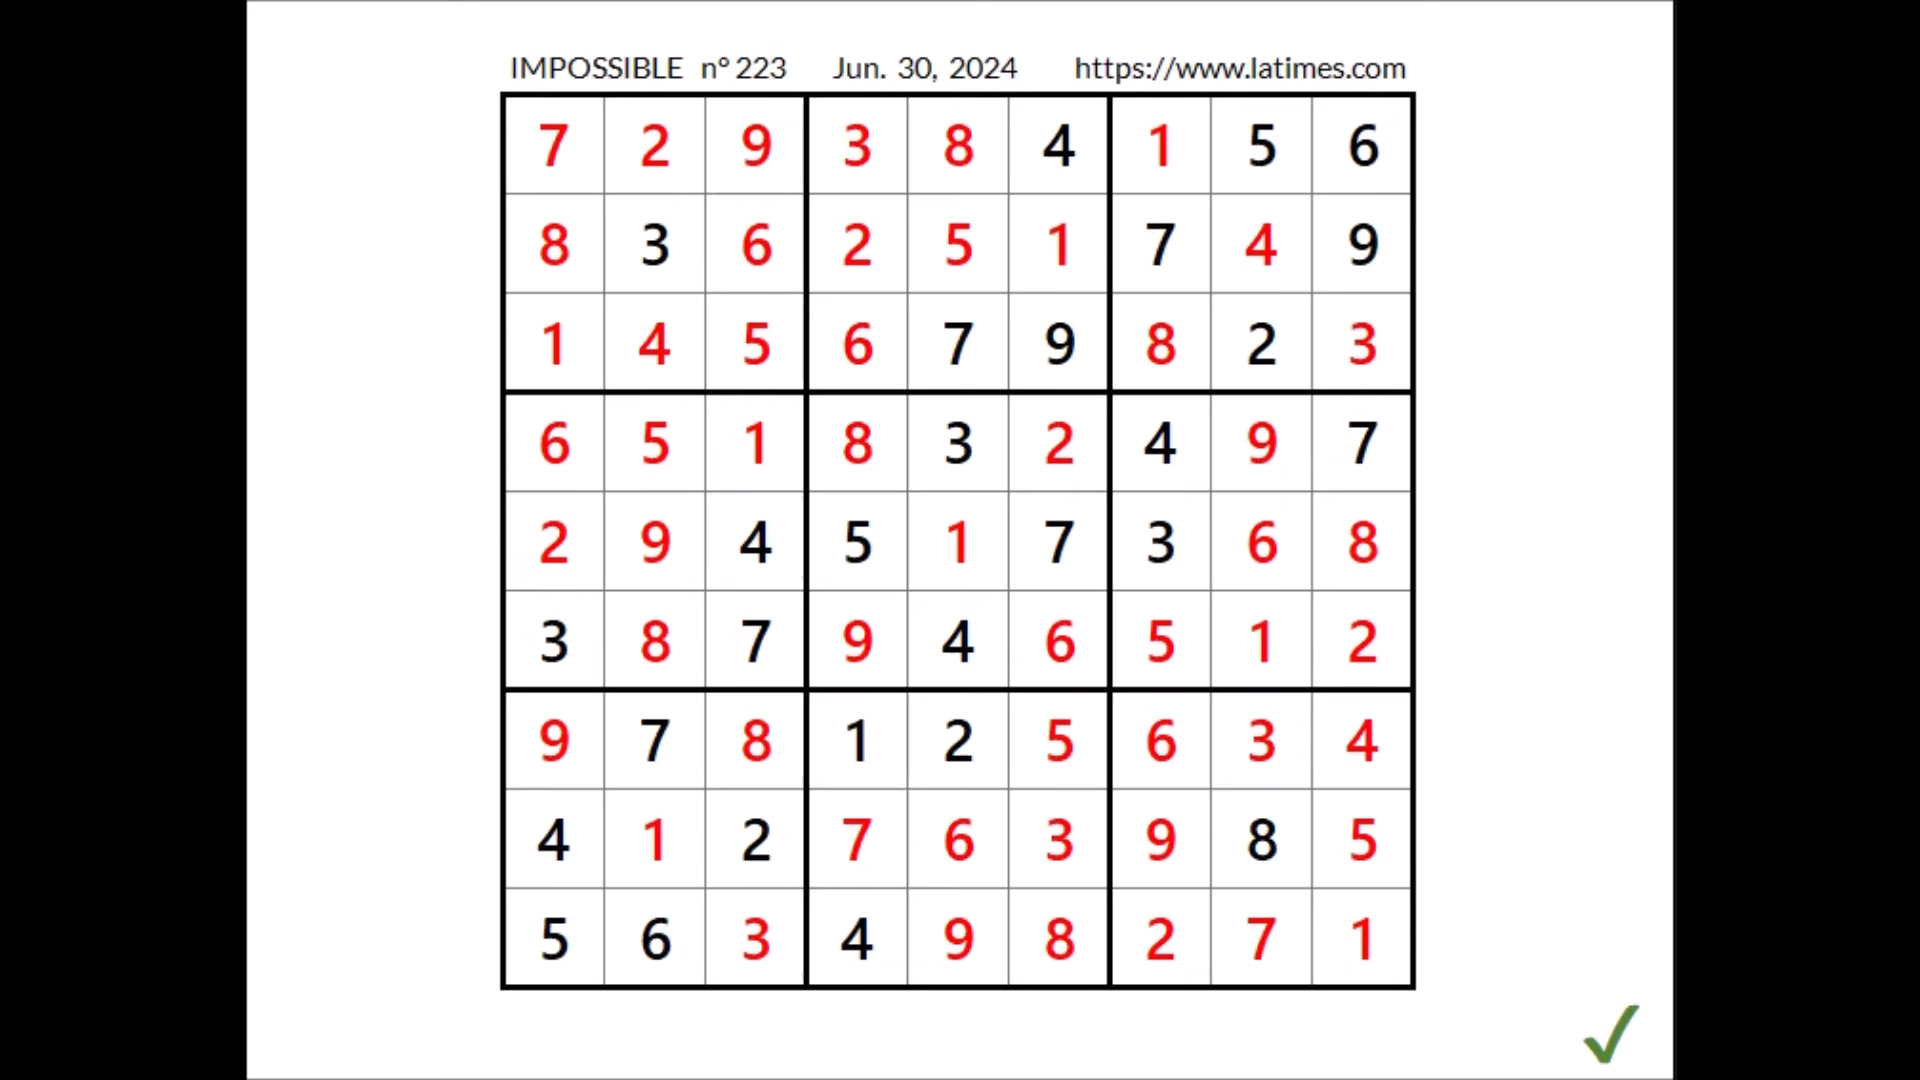 IMPOSSIBLE n° 223 Jun. 30, 2024 https://www.latimes.com
7 2 9 3 8 4 1 5 6
8 3 6 2 5 1 7 4 9
1 4 5 6 7 9 8 2 3
6 5 1 8 3 2 4 9 7
2 9 4 5 1 7 3 6 8
3 8 7 9 4 6 5 1 2
9 7 8 1 2 5 6 3 4
4 1 2 7 6 3 9 8 5
5 6 3 4 9 8 2 7 1